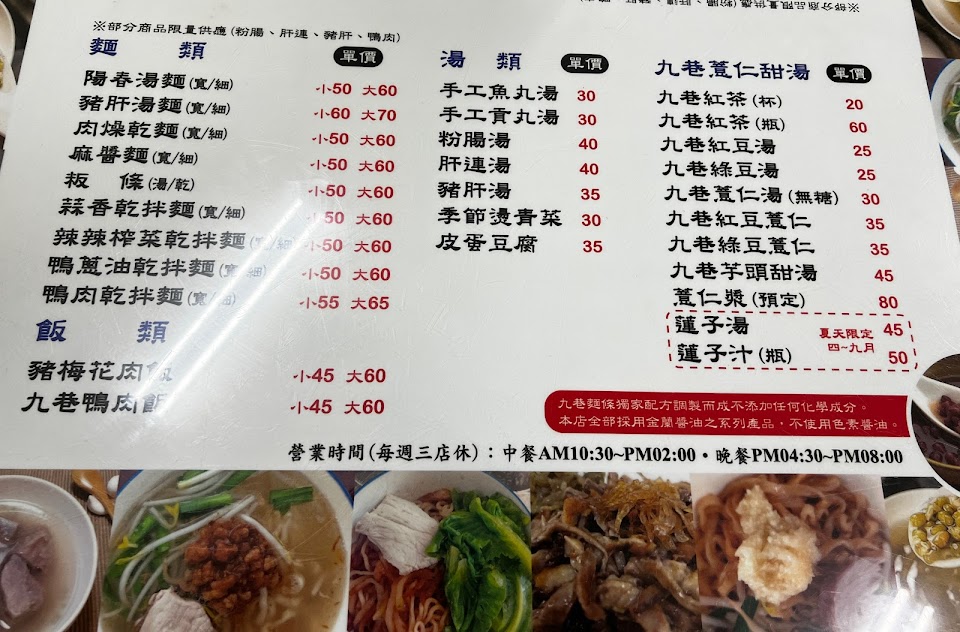 ※部分商品限量供應(粉腸、肝連、豬肝、鴨肉)
麵 類 單價
陽春湯麵(寬/細) 小50 大60
豬肝湯麵(寬/細) 小60 大70
肉燥乾麵(寬/細) 小50 大60
麻醬麵(寬/細) 小50 大60
粄 條(湯/乾) 小50 大60
蒜香乾拌麵(寬/細) 小50 大60
辣辣榨菜乾拌麵(寬/細) 小50 大60
鴨蔥油乾拌麵(寬/細) 小50 大60
鴨肉乾拌麵(寬/細) 小55 大65
飯 類
豬梅花肉飯 小45 大60
九巷鴨肉飯 小45 大60
湯 類 單價
手工魚丸湯 30
手工貢丸湯 30
粉腸湯 40
肝連湯 40
豬肝湯 35
季節燙青菜 30
皮蛋豆腐 35
九巷薏仁甜湯 單價
九巷紅茶(杯) 20
九巷紅茶(瓶) 60
九巷紅豆湯 25
九巷綠豆湯 25
九巷薏仁湯(無糖) 30
九巷紅豆薏仁 35
九巷綠豆薏仁 35
九巷芋頭甜湯 45
薏仁漿(預定) 80
蓮子湯 45
蓮子汁(瓶) 50
夏天限定
四~九月
九巷麵條獨家配方調製而成不添加任何化學成分。
本店全部採用金蘭醬油之系列產品,不使用色素醬油。
營業時間(每週三店休):中餐AM10:30~PM02:00•晚餐PM04:30~PM08:00